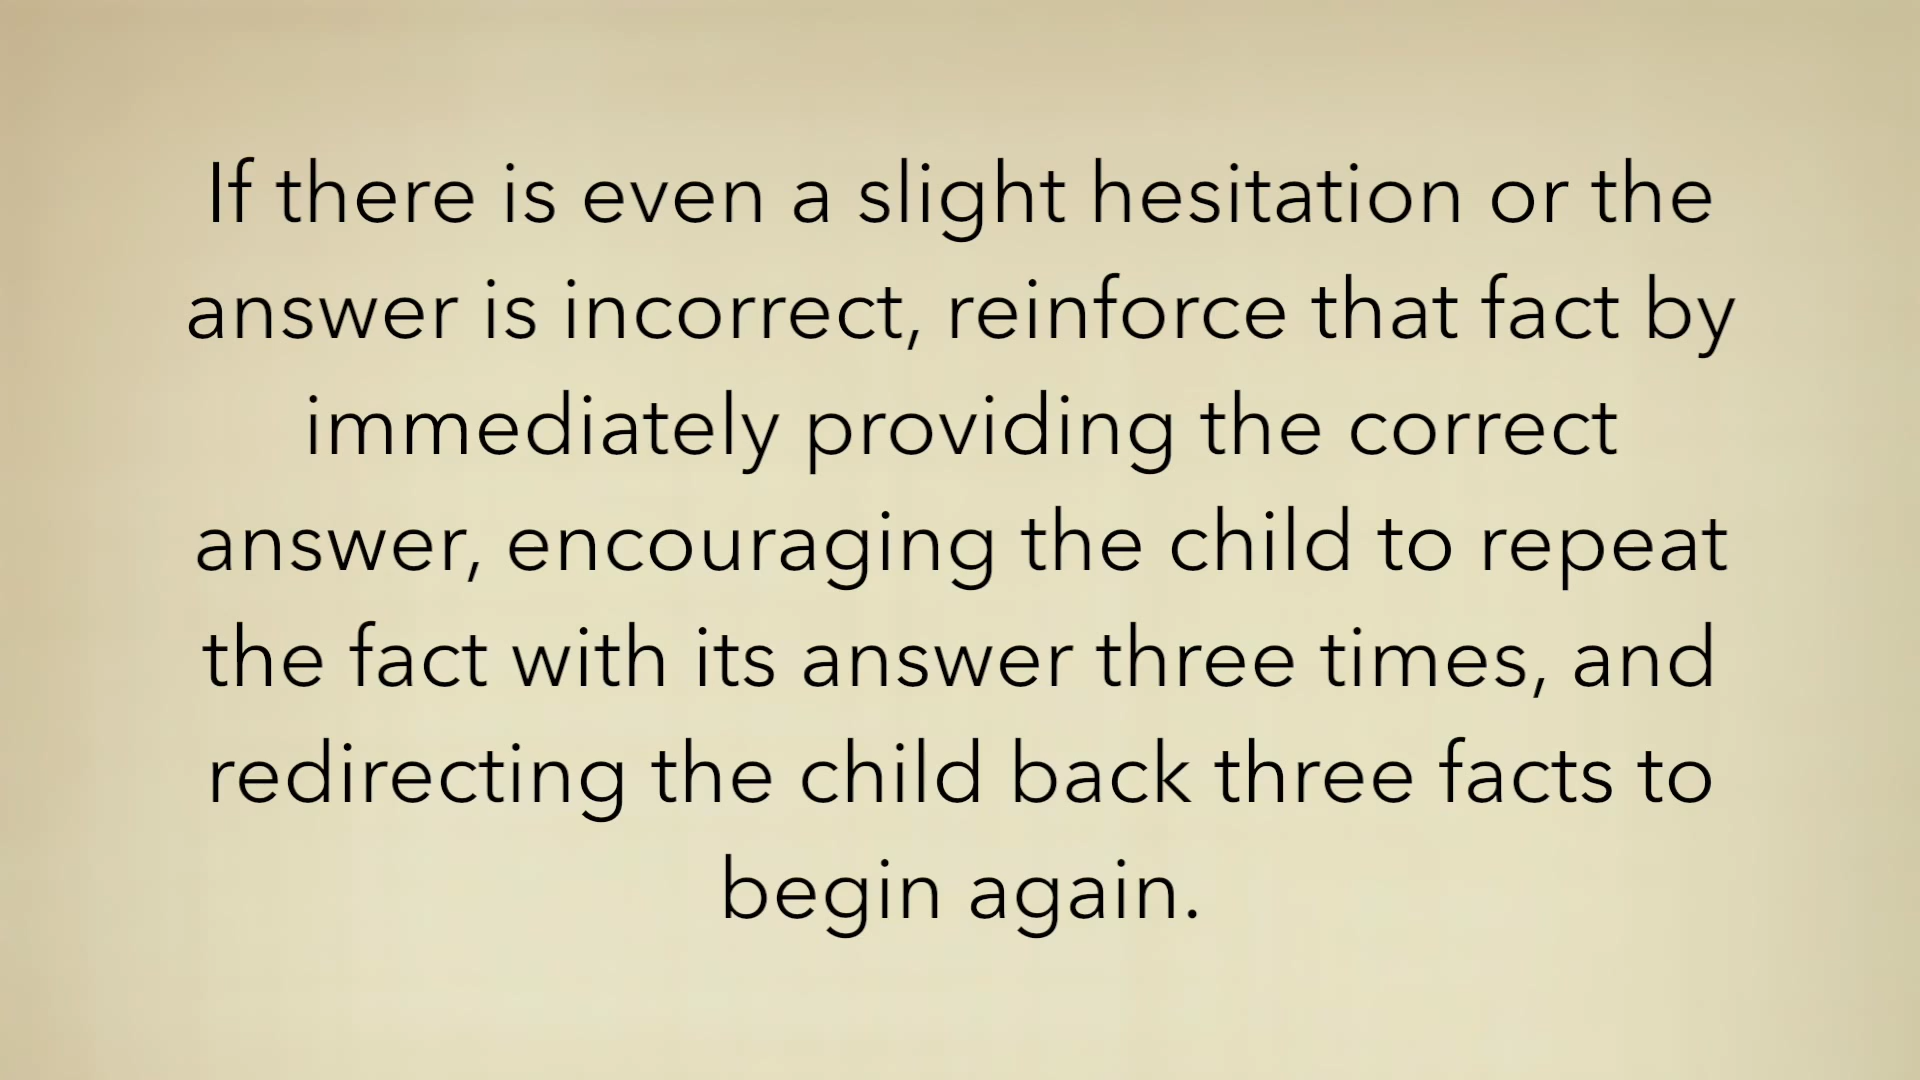 If there is even a slight hesitation or the
answer is incorrect, reinforce that fact by
immediately providing the correct
answer, encouraging the child to repeat
the fact with its answer three times, and
redirecting the child back three facts to
begin again.